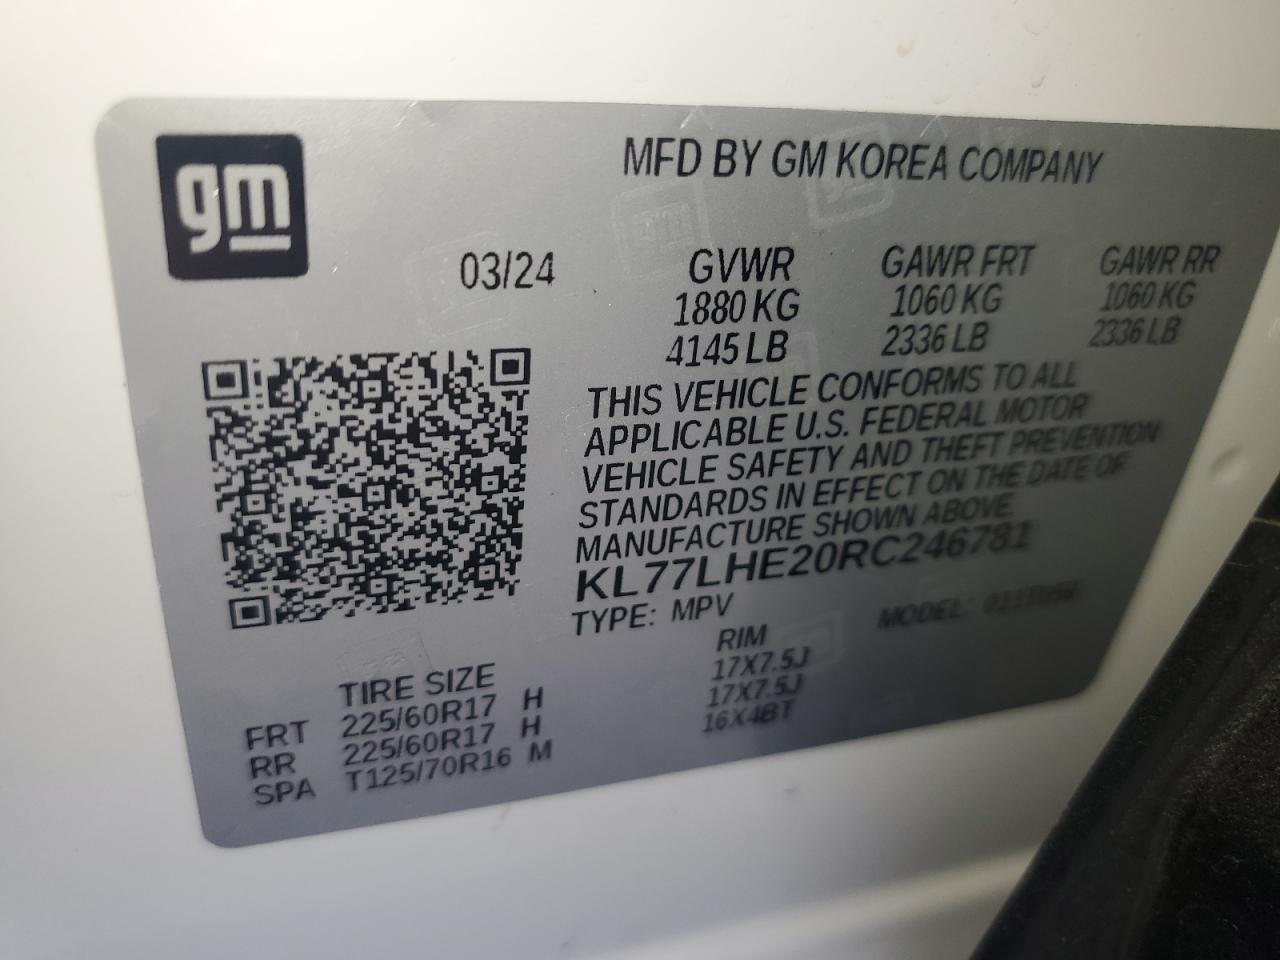 gm
MFD BY GM KOREA COMPANY
03/24
GVWR GAWR FRT GAWR RR
1880 KG 1060 KG 1060 KG
4145 LB 2336 LB 2336 LB
THIS VEHICLE CONFORMS TO ALL
APPLICABLE U.S. FEDERAL MOTOR
VEHICLE SAFETY AND THEFT PREVENTION
STANDARDS IN EFFECT ON THE DATE OF
MANUFACTURE SHOWN ABOVE
KL77LHE20RC246781
TYPE: MPV MODEL:
TIRE SIZE RIM
FRT 225/60R17 H 17X7.5J
RR 225/60R17 H 17X7.5J
SPA T125/70R16 M 16X4BT